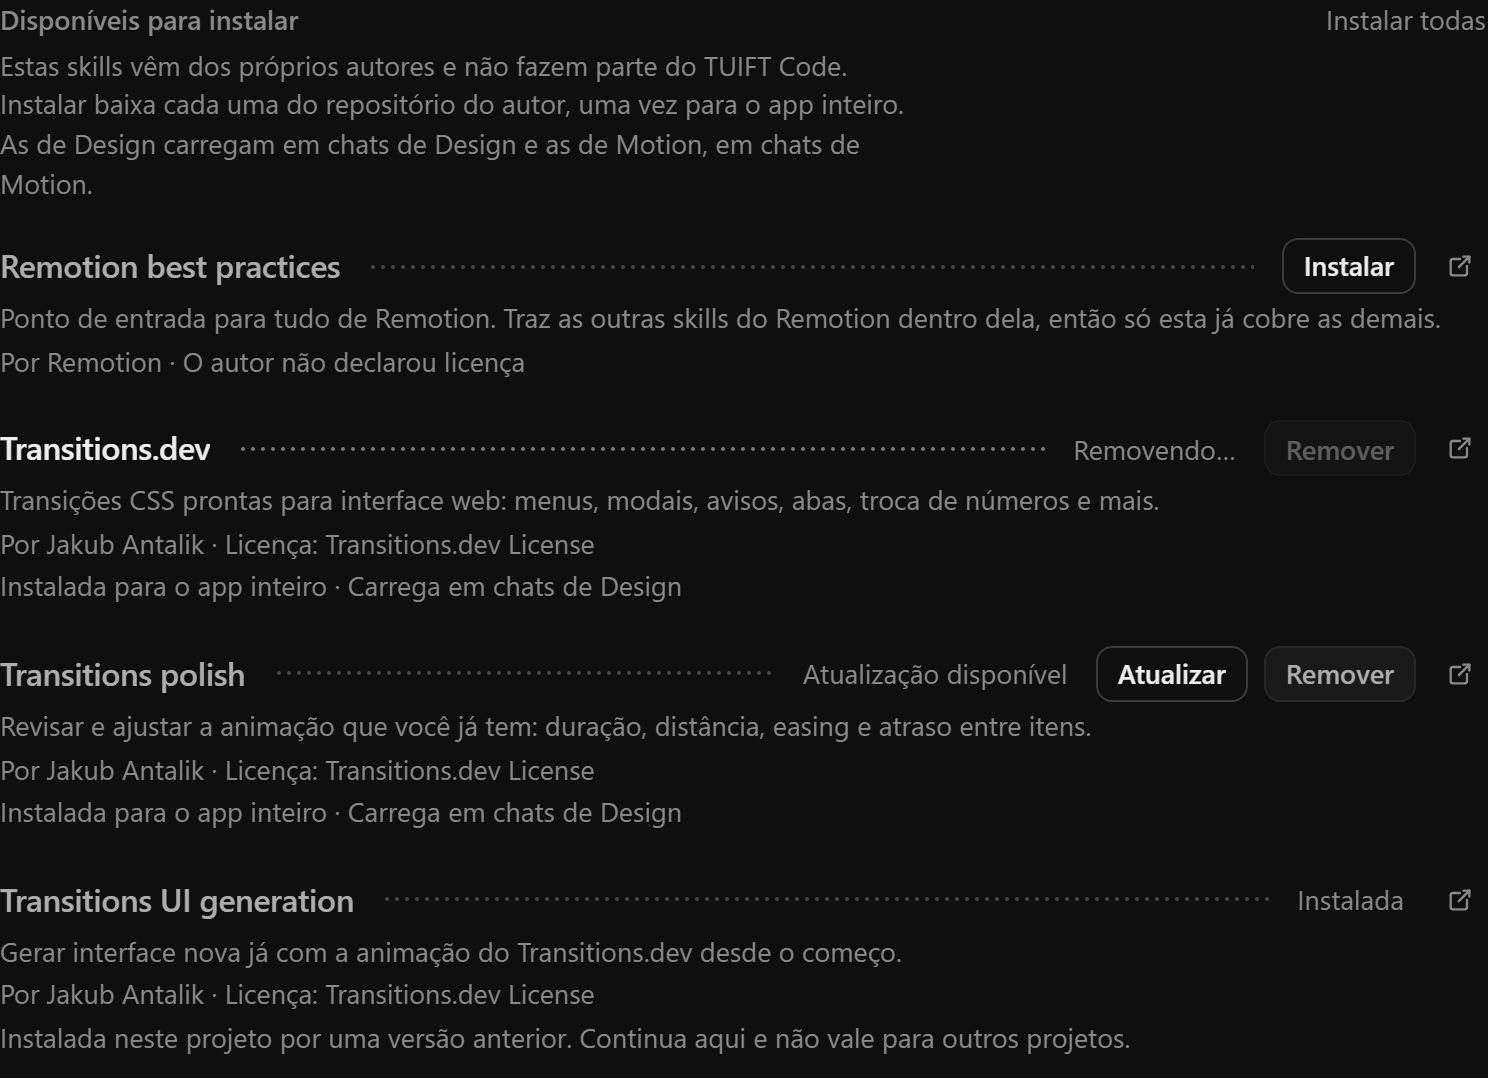 Disponíveis para instalar
Instalar todas
Estas skills vêm dos próprios autores e não fazem parte do TUIFT Code.
Instalar baixa cada uma do repositório do autor, uma vez para o app inteiro.
As de Design carregam em chats de Design e as de Motion, em chats de
Motion.
Remotion best practices
Instalar
Ponto de entrada para tudo de Remotion. Traz as outras skills do Remotion dentro dela, então só esta já cobre as demais.
Por Remotion · O autor não declarou licença
Transitions.dev
Removendo...
Remover
Transições CSS prontas para interface web: menus, modais, avisos, abas, troca de números e mais.
Por Jakub Antalik · Licença: Transitions.dev License
Instalada para o app inteiro · Carrega em chats de Design
Transitions polish
Atualização disponível
Atualizar
Remover
Revisar e ajustar a animação que você já tem: duração, distância, easing e atraso entre itens.
Por Jakub Antalik · Licença: Transitions.dev License
Instalada para o app inteiro · Carrega em chats de Design
Transitions UI generation
Instalada
Gerar interface nova já com a animação do Transitions.dev desde o começo.
Por Jakub Antalik · Licença: Transitions.dev License
Instalada neste projeto por uma versão anterior. Continua aqui e não vale para outros projetos.